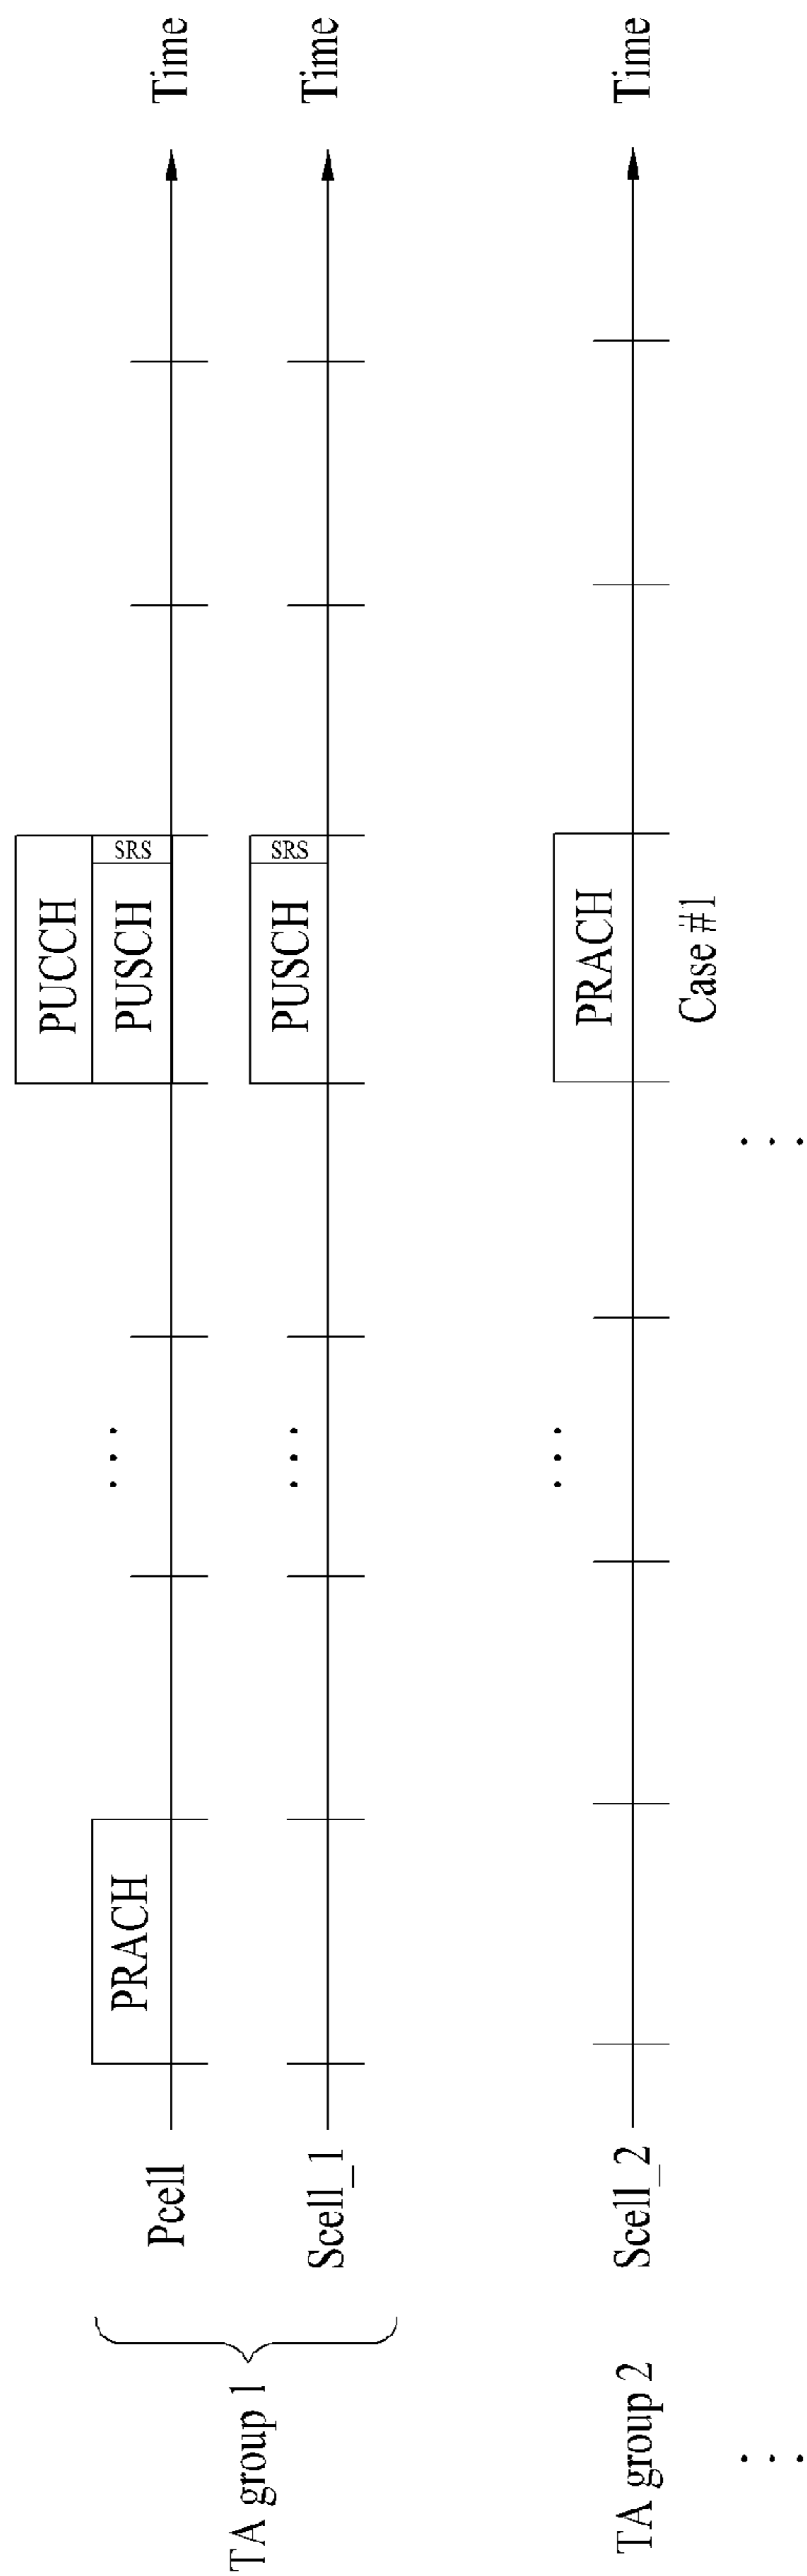 TA group 1
Pcell
PRACH
...
PUCCH
PUSCH
SRS
Time
Scell_1
...
PUSCH
SRS
Time
TA group 2
Scell_2
...
PRACH
Time
Case #1
...
...